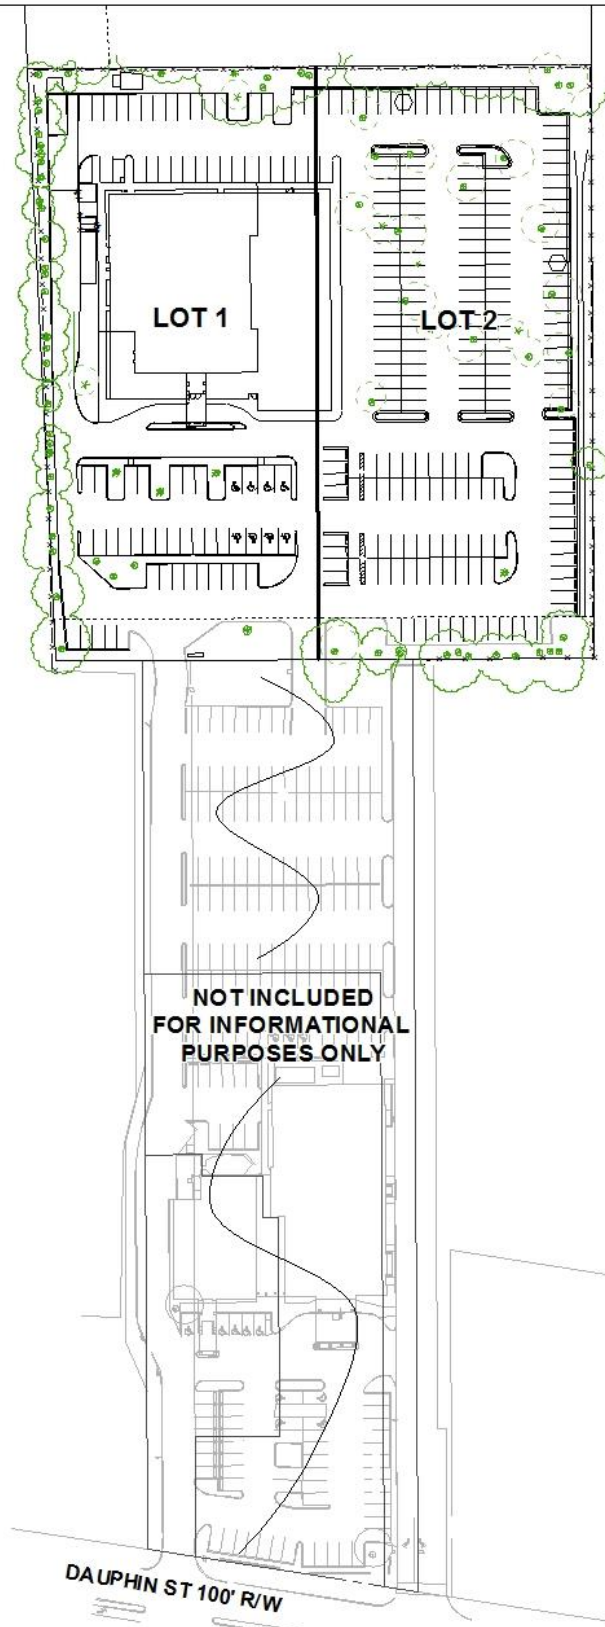 LOT 1
LOT 2
NOT INCLUDED
FOR INFORMATIONAL
PURPOSES ONLY
DAUPHIN ST 100' R/W